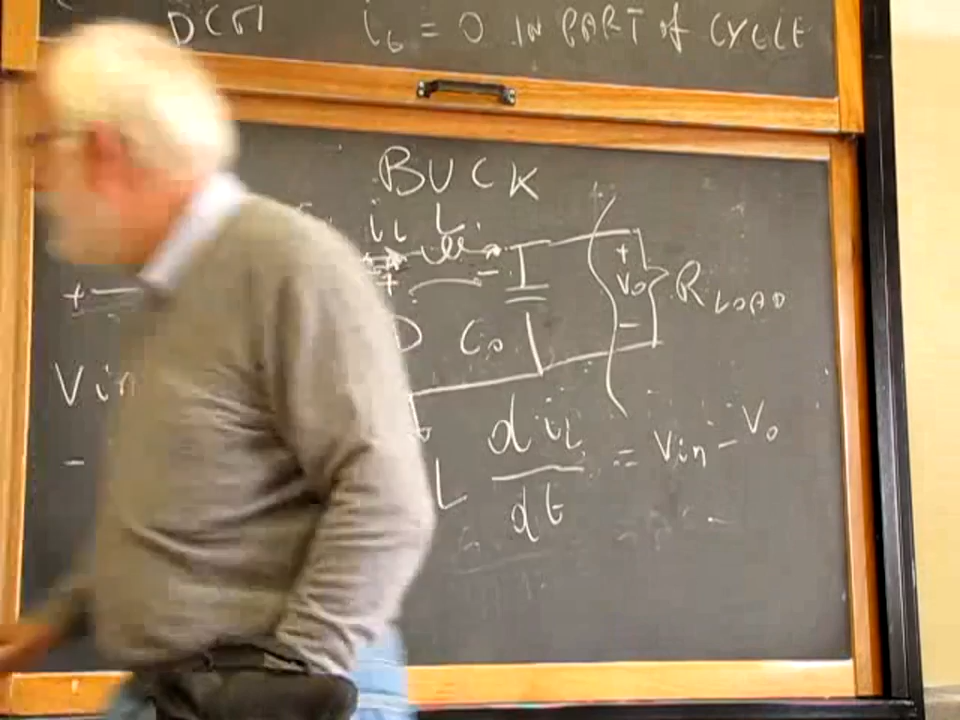 DCM i_L = 0 IN PART of CYCLE
BUCK
i_L L
+
+ -
+
Vin
D C_o
V_o
R_LOAD
-
-
L di_L/dt = Vin - V_o